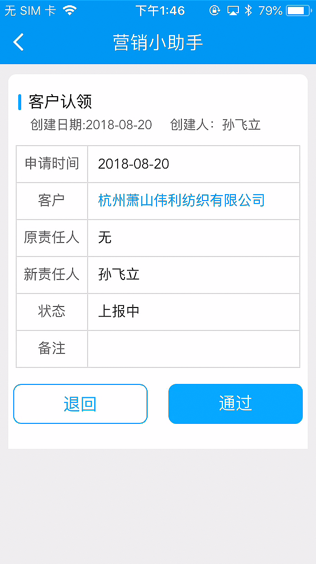 无 SIM 卡 下午1:46 79%
营销小助手
客户认领
创建日期:2018-08-20 创建人：孙飞立
申请时间 2018-08-20
客户 杭州萧山伟利纺织有限公司
原责任人 无
新责任人 孙飞立
状态 上报中
备注
退回 通过